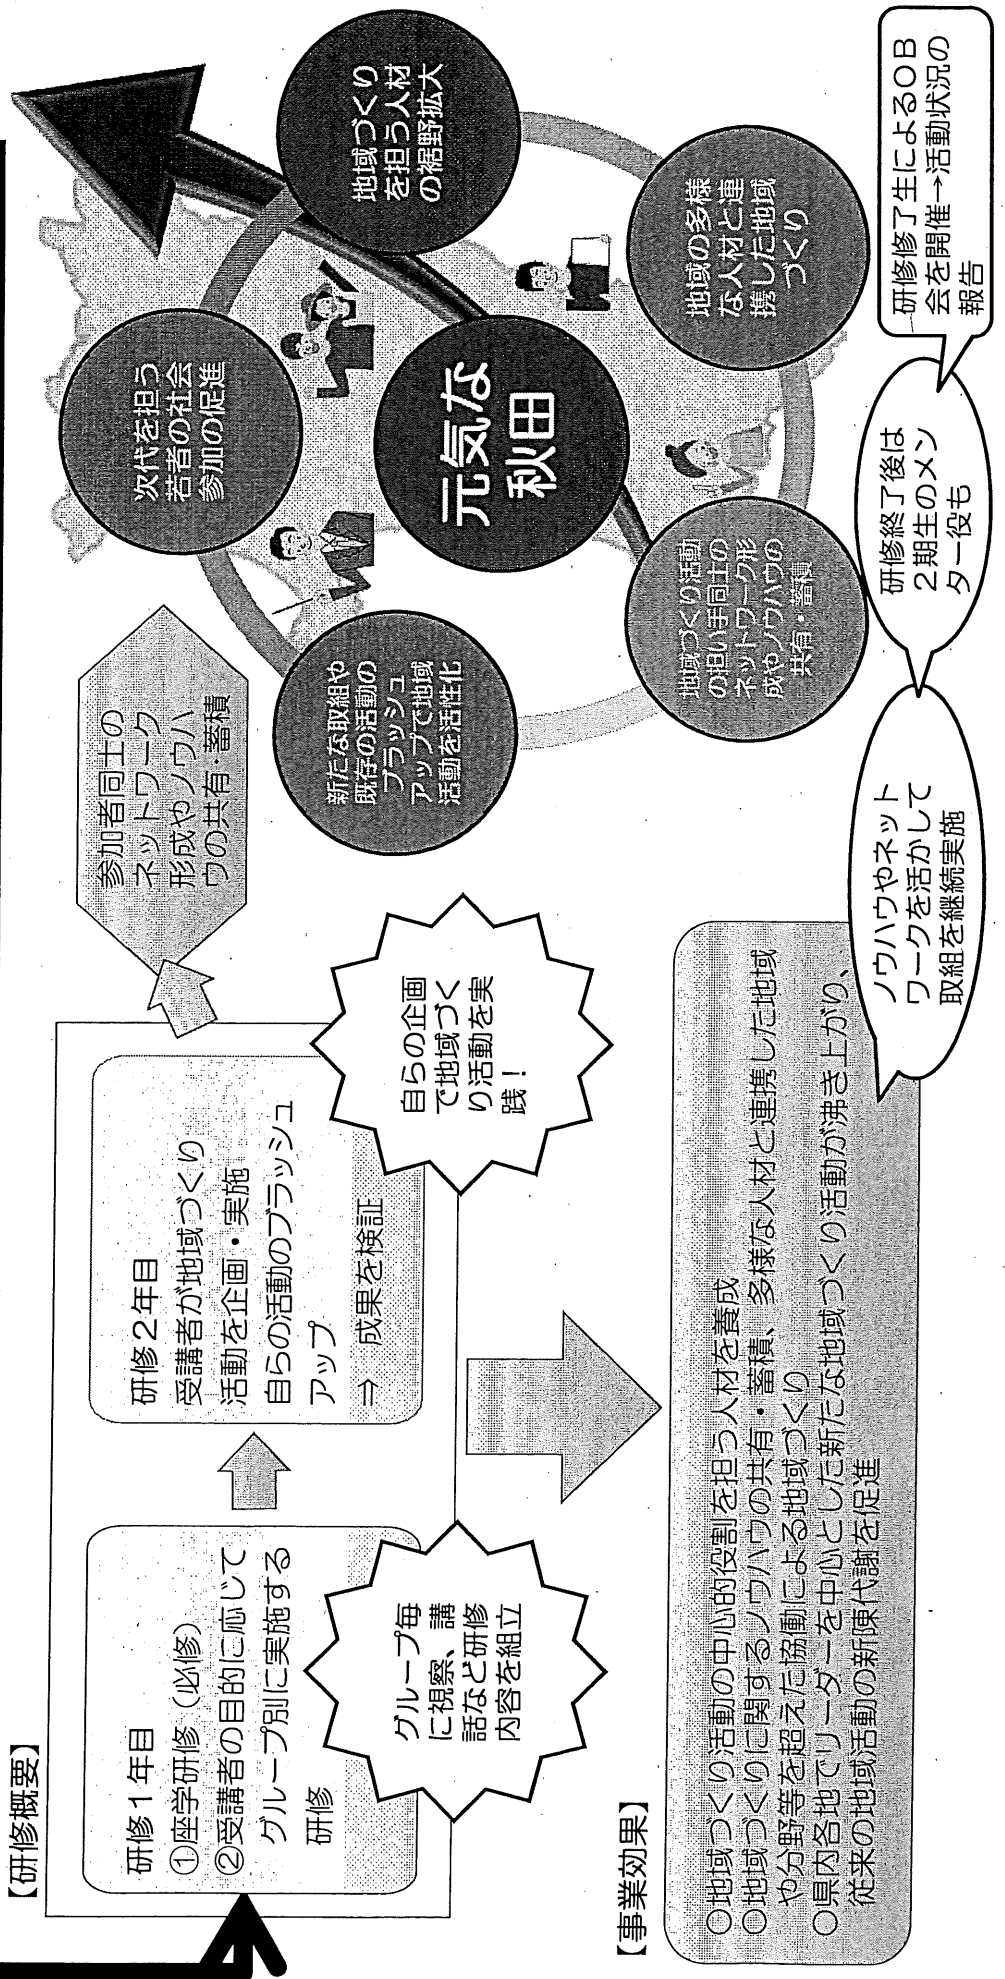 【研修概要】
研修1年目
①座学研修（必修）
②受講者の目的に応じて
グループ別に実施する
研修
グループ毎
に視察、講
話など研修
内容を組立
研修2年目
受講者が地域づくり
活動を企画・実施
自らの活動のブラッシュ
アップ
⇒　成果を検証
自らの企画
で地域づく
り活動を実
践！
参加者同士の
ネットワーク
形成やノウハ
ウの共有・蓄積
【事業効果】
○地域づくり活動の中心的役割を担う人材を養成
○地域づくりに関するノウハウの共有・蓄積、多様な人材と連携した地域
や分野等を超えた協働による地域づくり
○県内各地でリーダーを中心とした新たな地域づくり活動が沸き上がり、
従来の地域活動の新陳代謝を促進
ノウハウやネット
ワークを活かして
取組を継続実施
研修終了後は
2期生のメン
ター役も
研修修了生によるOB
会を開催→活動状況の
報告
元気な
秋田
次代を担う
若者の社会
参加の促進
地域づくり
を担う人材
の裾野拡大
地域の多様
な人材と連
携した地域
づくり
地域づくり活動
の担い手同士の
ネットワーク形
成やノウハウの
共有・蓄積
新たな取組や
既存の活動の
ブラッシュ
アップで地域
活動を活性化